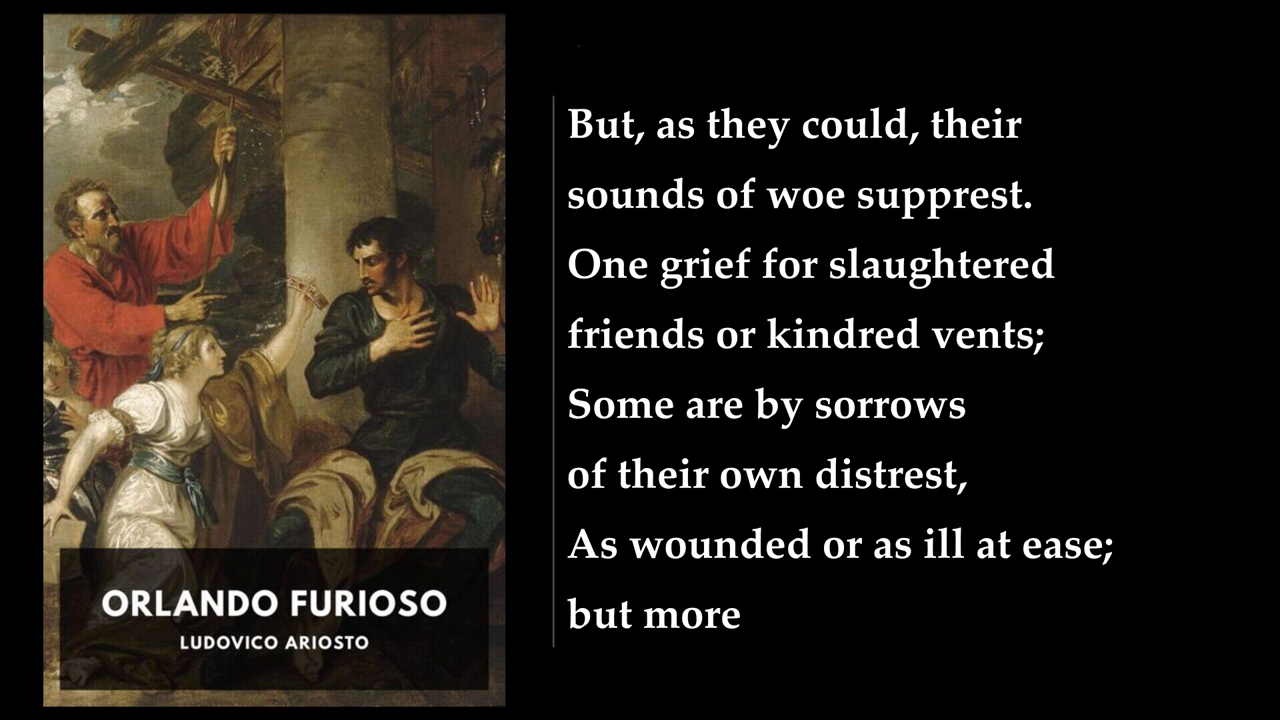 ORLANDO FURIOSO
LUDOVICO ARIOSTO
But, as they could, their
sounds of woe supprest.
One grief for slaughtered
friends or kindred vents;
Some are by sorrows
of their own distrest,
As wounded or as ill at ease;
but more